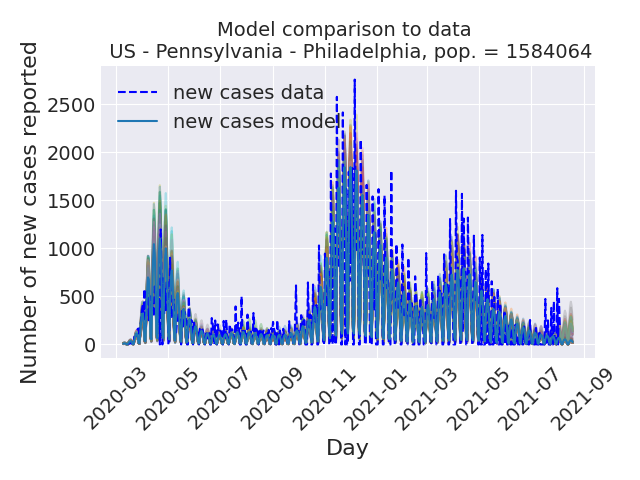 Model comparison to data
US - Pennsylvania - Philadelphia, pop. = 1584064
Number of new cases reported
2500
2000
1500
1000
500
0
new cases data
new cases model
2020-03
2020-05
2020-07
2020-09
2020-11
2021-01
2021-03
2021-05
2021-07
2021-09
Day